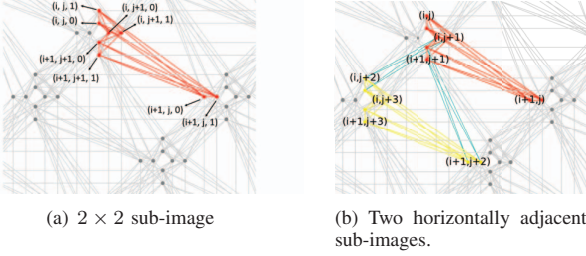 (i, j, 1)
(i, j, 0)
(i, j+1, 0)
(i, j+1, 1)
(i+1, j+1, 0)
(i+1, j+1, 1)
(i+1, j, 0)
(i+1, j, 1)
(a) 2 × 2 sub-image
(i,j)
(i,j+1)
(i+1,j+1)
(i,j+2)
(i,j+3)
(i+1,j)
(i+1,j+3)
(i+1,j+2)
(b) Two horizontally adjacent
sub-images.